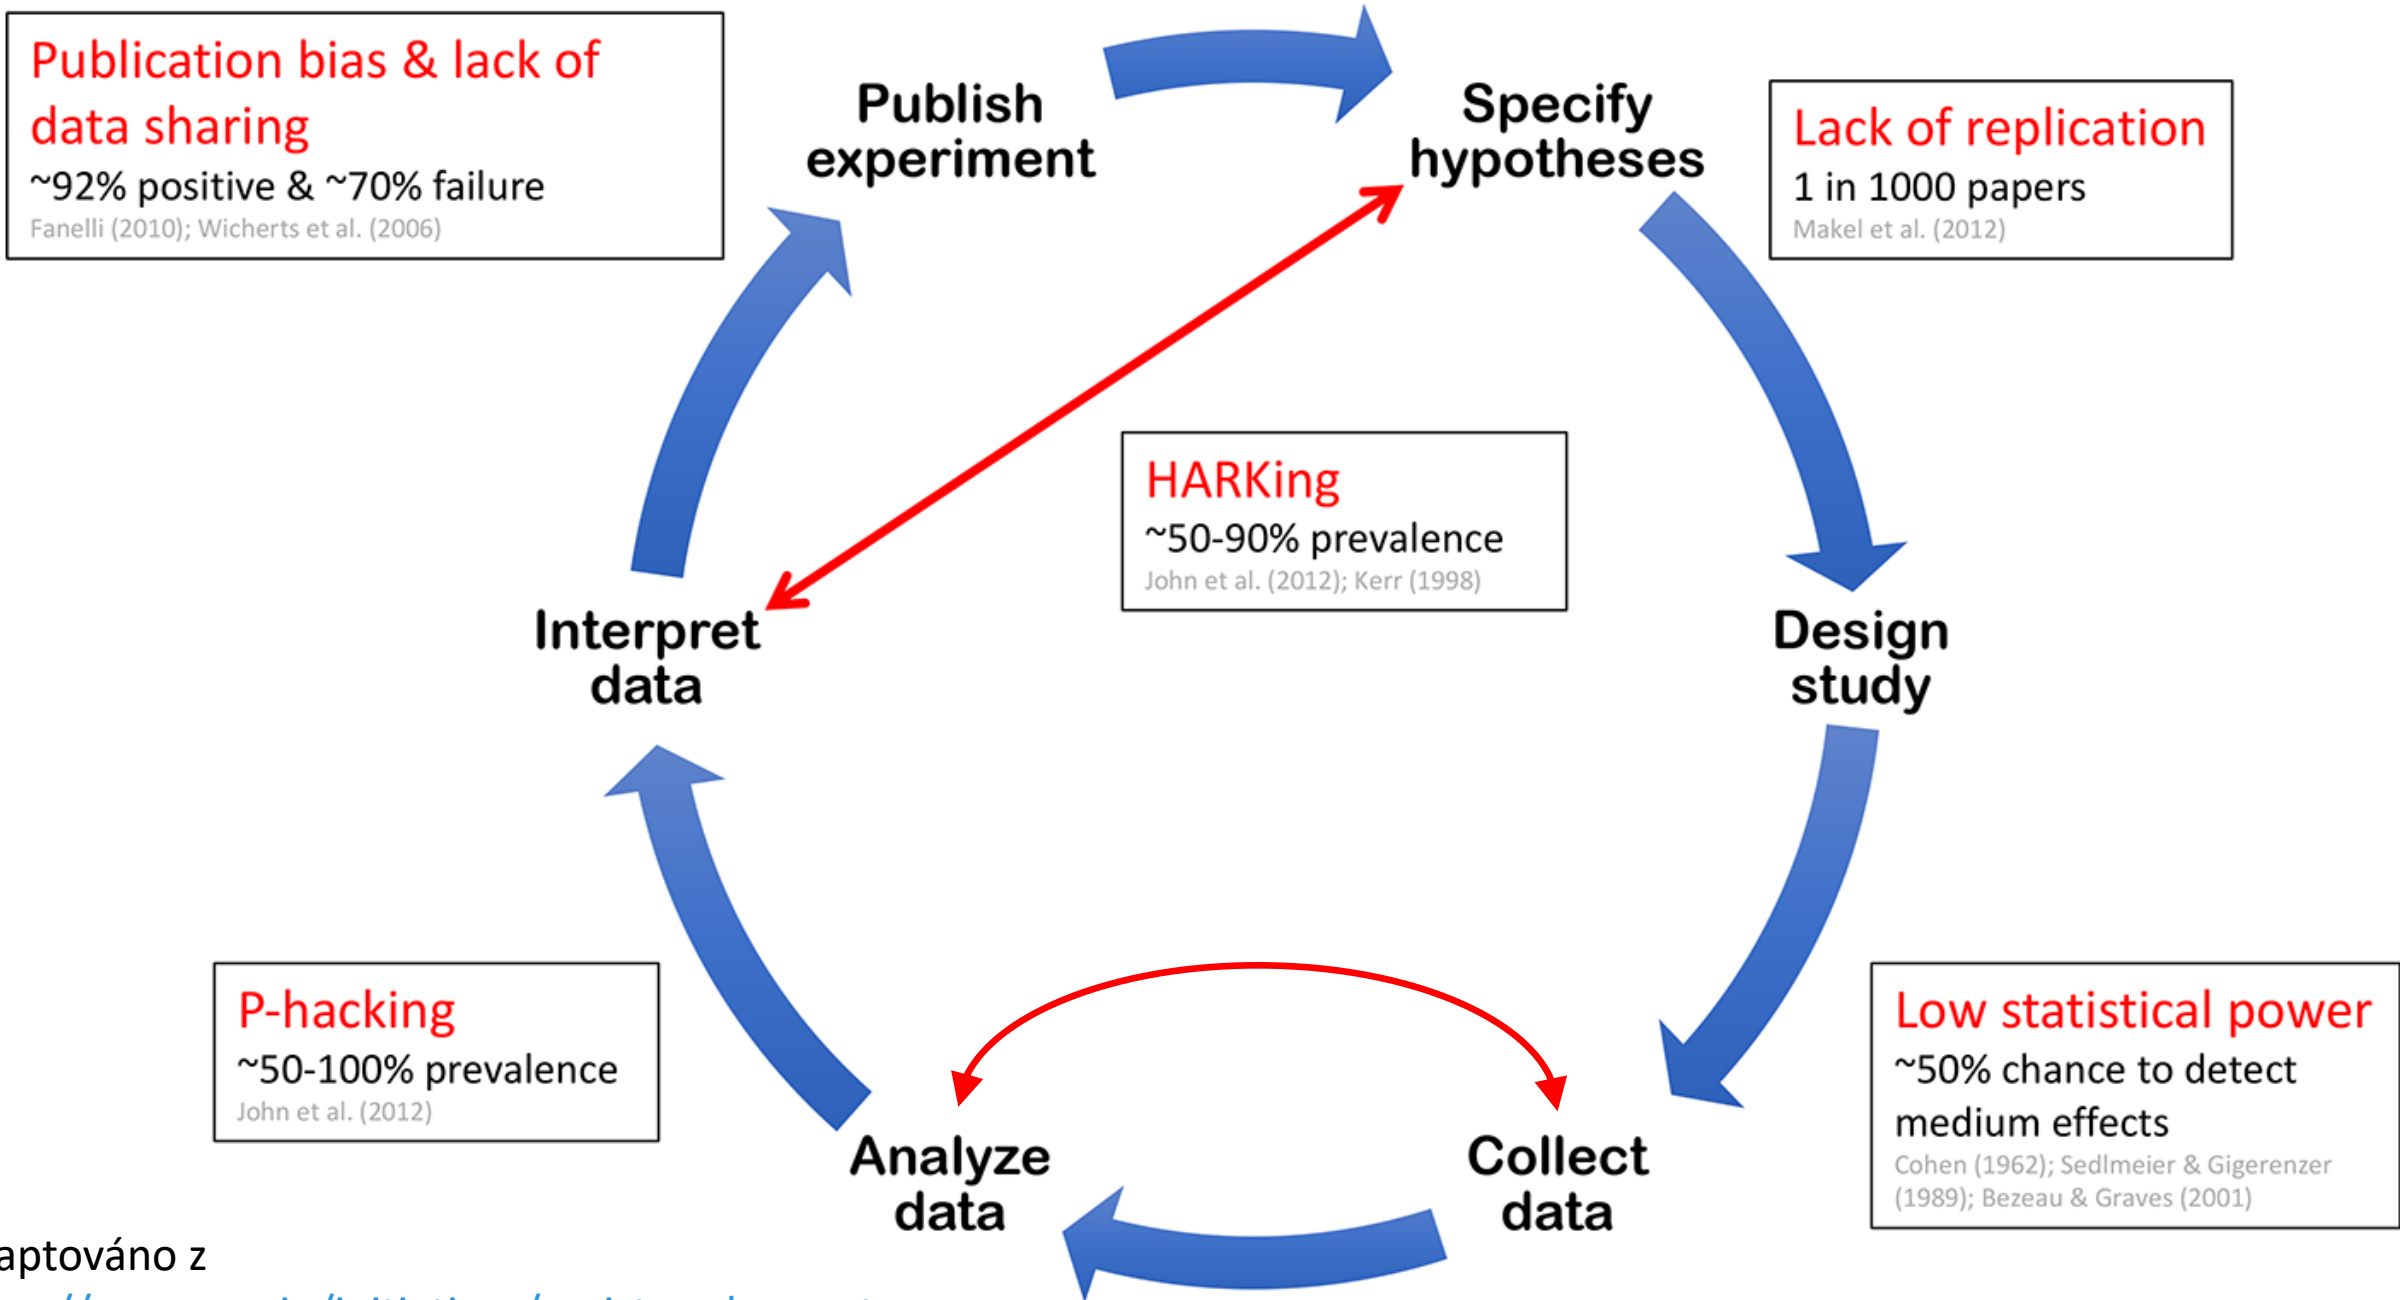 Publication bias & lack of
data sharing
~92% positive & ~70% failure
Fanelli (2010); Wicherts et al. (2006)
Publish
experiment
Specify
hypotheses
Lack of replication
1 in 1000 papers
Makel et al. (2012)
HARKing
~50-90% prevalence
John et al. (2012); Kerr (1998)
Interpret
data
Design
study
P-hacking
~50-100% prevalence
John et al. (2012)
Low statistical power
~50% chance to detect
medium effects
Cohen (1962); Sedlmeier & Gigerenzer
(1989); Bezeau & Graves (2001)
Analyze
data
Collect
data
aptováno z